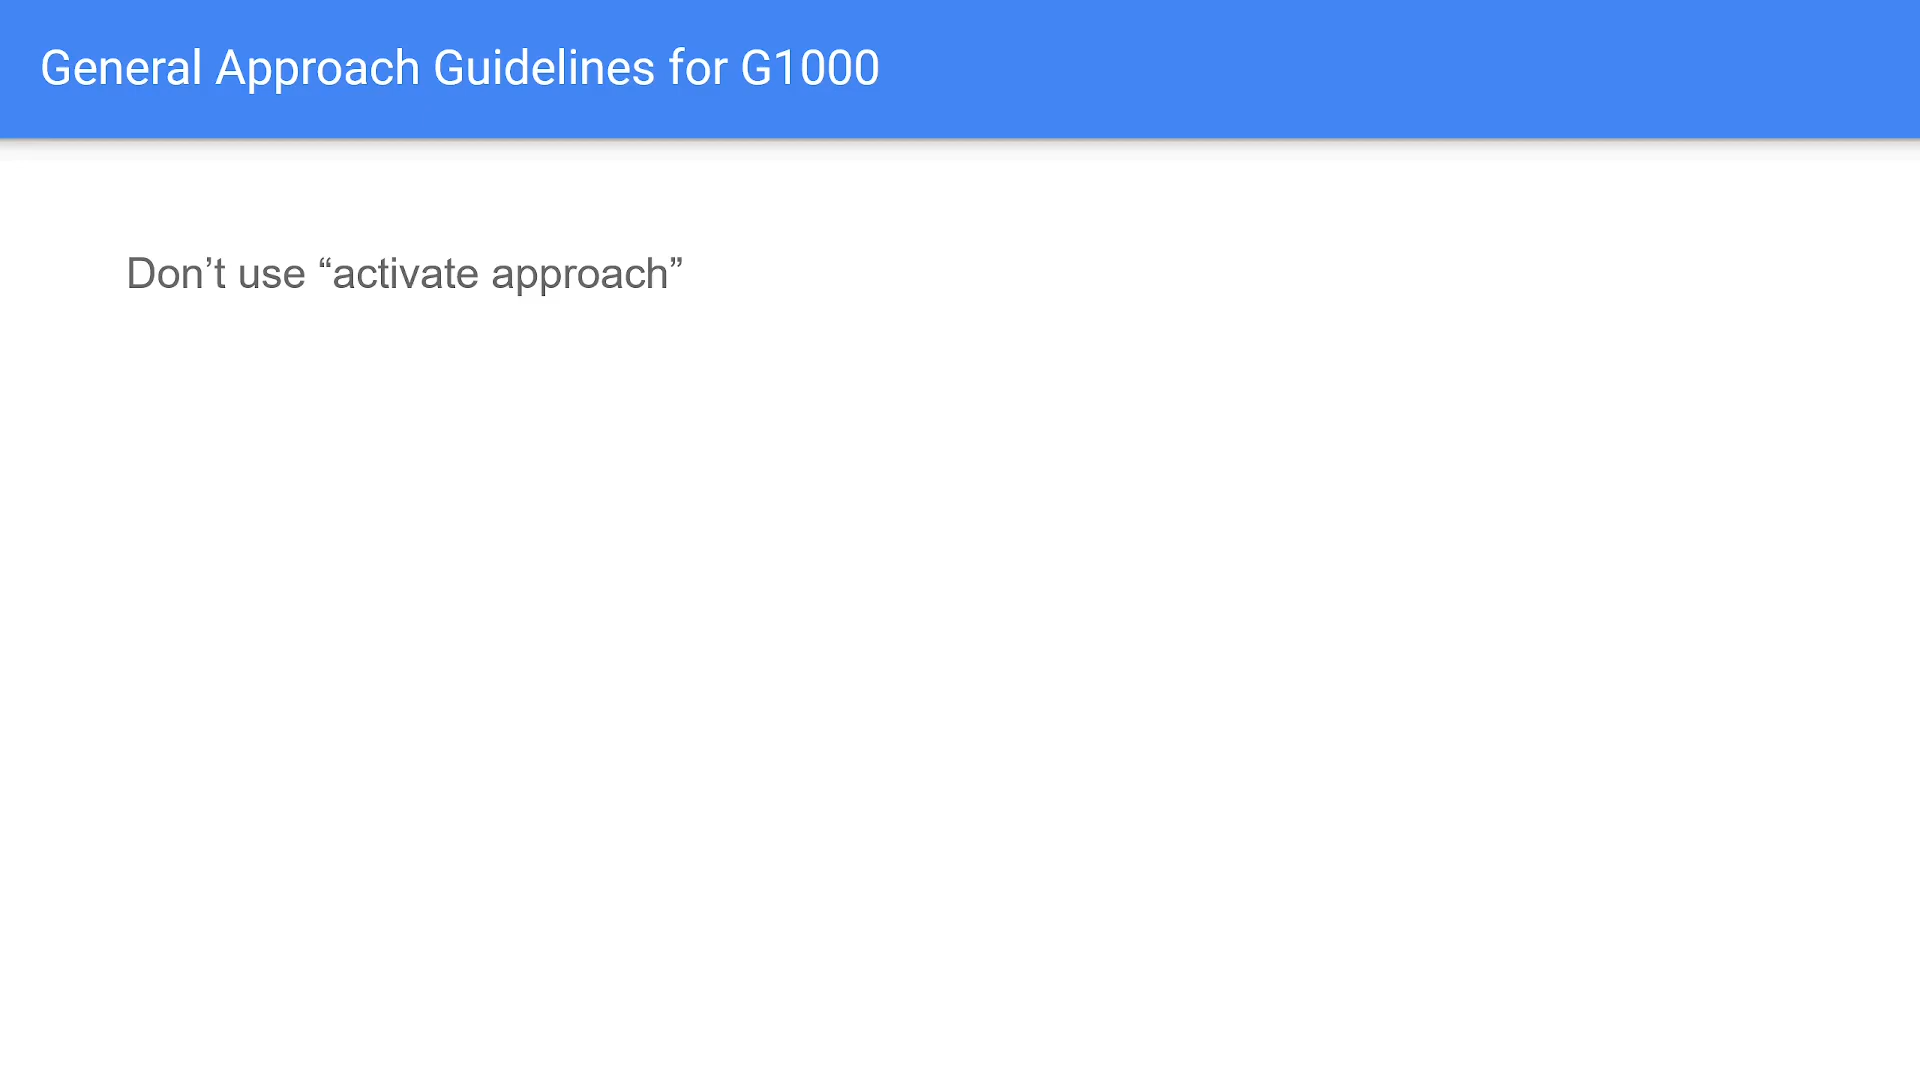 General Approach Guidelines for G1000
Don’t use “activate approach”